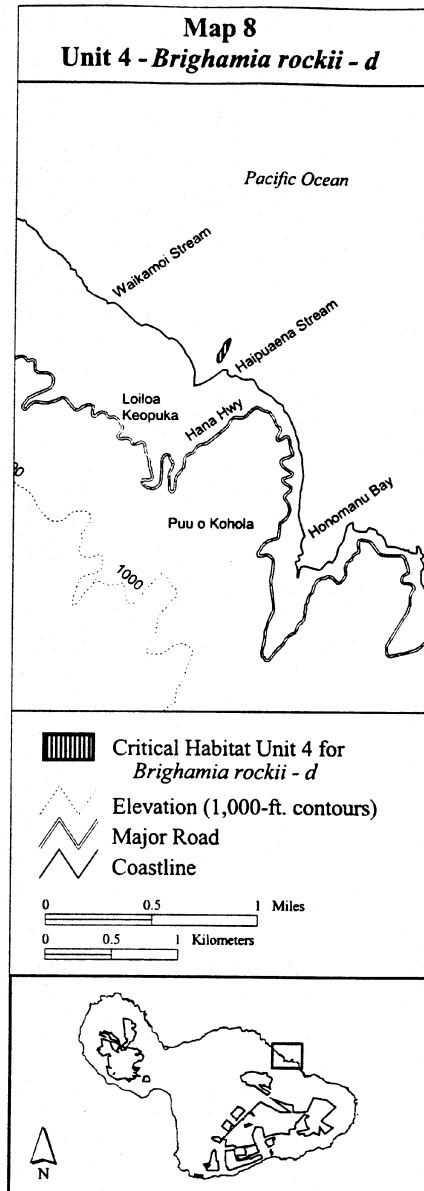 Map 8
Unit 4 - Brighamia rockii - d
Pacific Ocean
Waikamoi Stream
Haipuaena Stream
Loiloa
Keopuka
Hana Hwy
Puu o Kohola
Honomanu Bay
1000
Critical Habitat Unit 4 for
Brighamia rockii - d
Elevation (1,000-ft. contours)
Major Road
Coastline
0 0.5 1 Miles
0 0.5 1 Kilometers
N